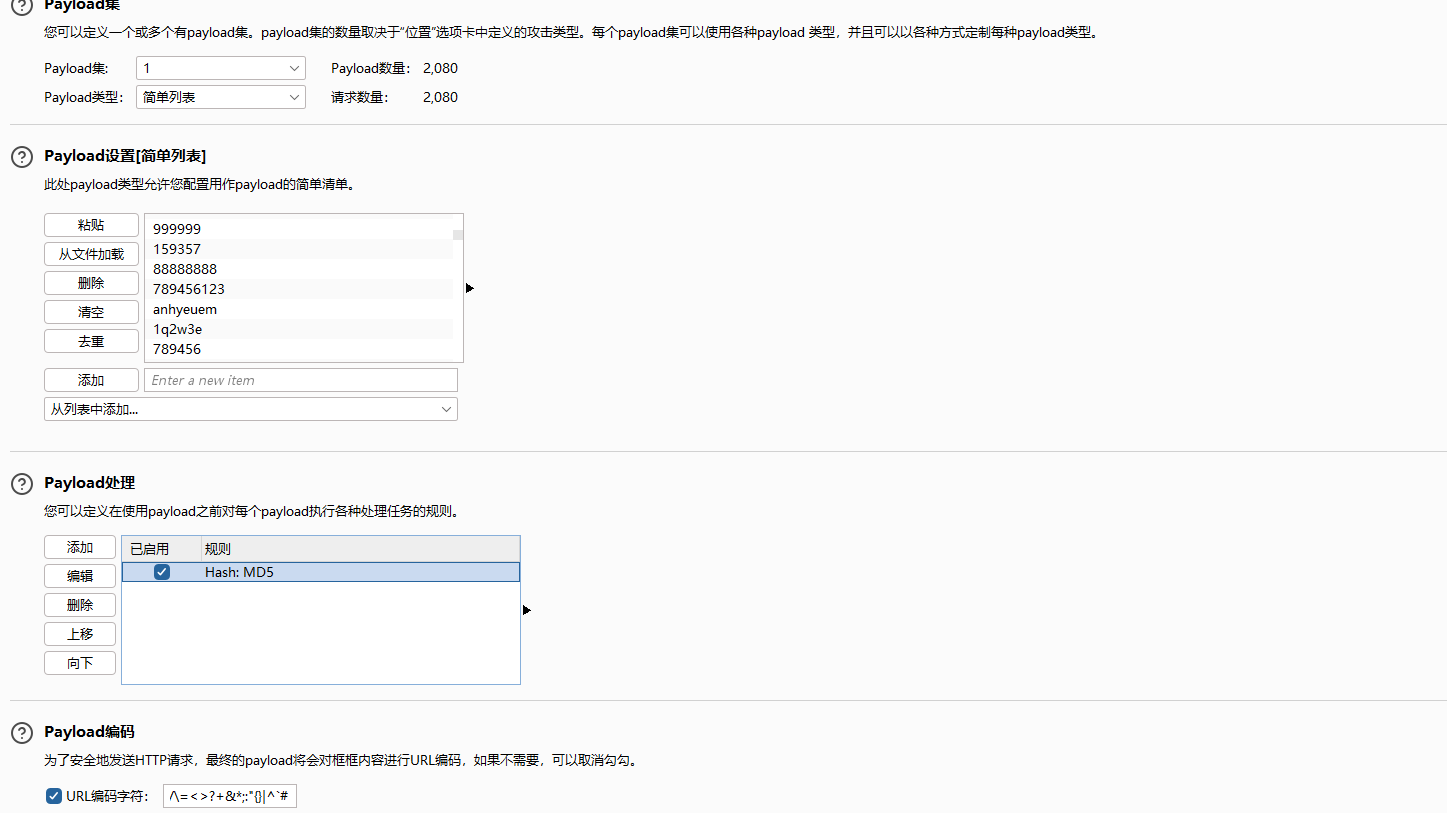 Payload集
您可以定义一个或多个有payload集。payload集的数量取决于“位置”选项卡中定义的攻击类型。每个payload集可以使用各种payload 类型，并且可以以各种方式定制每种payload类型。
Payload集: 1 Payload数量： 2,080
Payload类型： 简单列表 请求数量： 2,080
Payload设置[简单列表]
此处payload类型允许您配置用作payload的简单清单。
粘贴
从文件加载
删除
清空
去重
999999
159357
88888888
789456123
anhyeuem
1q2w3e
789456
添加 Enter a new item
从列表中添加...
Payload处理
您可以定义在使用payload之前对每个payload执行各种处理任务的规则。
添加
编辑
删除
上移
向下
已启用 规则
Hash: MD5
Payload编码
为了安全地发送HTTP请求，最终的payload将会对框框内容进行URL编码，如果不需要，可以取消勾勾。
URL编码字符： /\=<>?+&*;:"{}|^`#